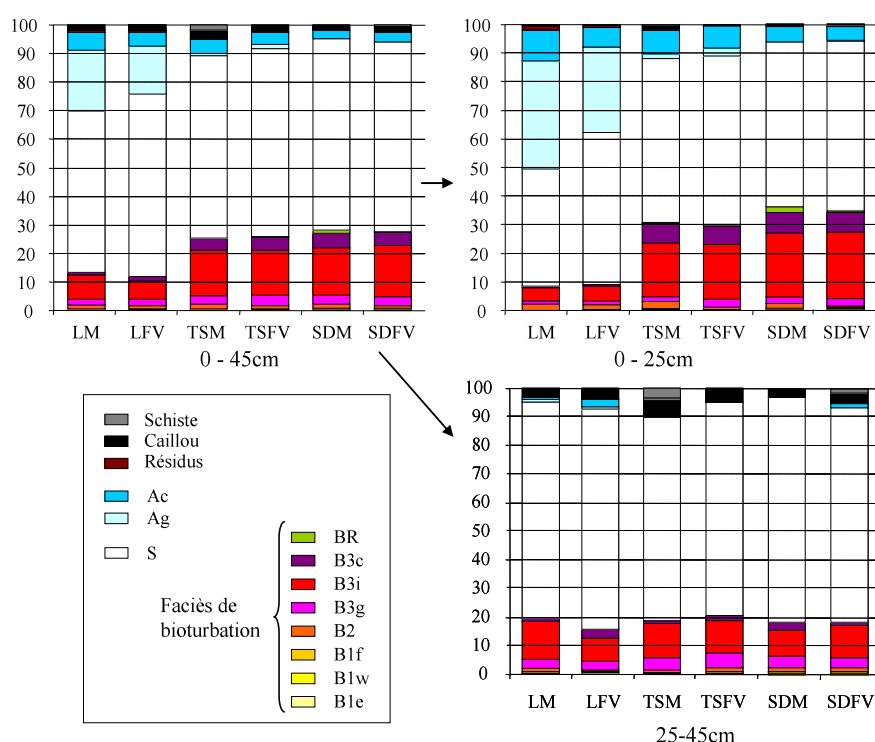 100
90
80
70
60
50
40
30
20
10
0
LM LFV TSM TSFV SDM SDFV
0 - 45cm
100
90
80
70
60
50
40
30
20
10
0
LM LFV TSM TSFV SDM SDFV
0 - 25cm
Schiste
Caillou
Résidus
Ac
Ag
S
Faciès de
bioturbation
BR
B3c
B3i
B3g
B2
B1f
B1w
B1e
100
90
80
70
60
50
40
30
20
10
0
LM LFV TSM TSFV SDM SDFV
25-45cm